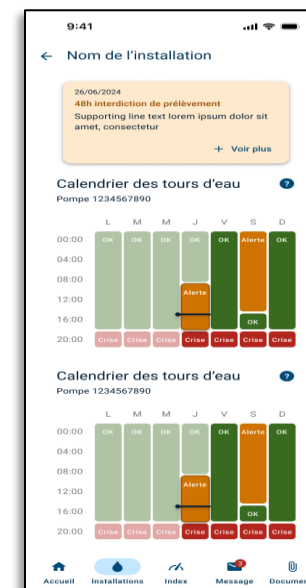 9:41
Nom de l'installation
26/06/2024
48h interdiction de prélèvement
Supporting line text lorem ipsum dolor sit
amet, consectetur
+ Voir plus
Calendrier des tours d'eau ?
Pompe 1234567890
L M M J V S D
00:00 OK OK OK OK OK Alerte OK
04:00
08:00
Alerte
12:00
16:00 OK
20:00 Crise Crise Crise Crise Crise Crise Crise
Calendrier des tours d'eau ?
Pompe 1234567890
L M M J V S D
00:00 OK OK OK OK OK Alerte OK
04:00
08:00
Alerte
12:00
16:00 OK
20:00 Crise Crise Crise Crise Crise Crise Crise
3
Accueil Installations Index Message Documen